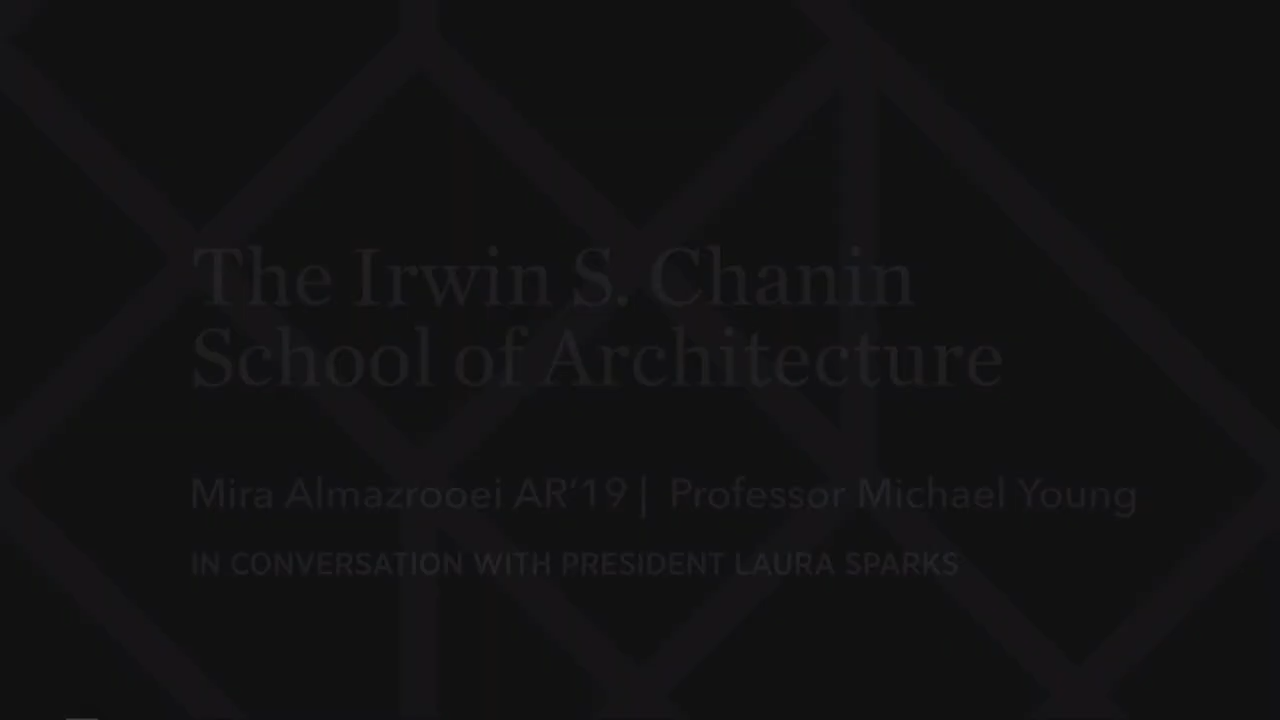 The Irwin S. Chanin
School of Architecture
Mira Almazrooei AR'19 | Professor Michael Young
IN CONVERSATION WITH PRESIDENT LAURA SPARKS